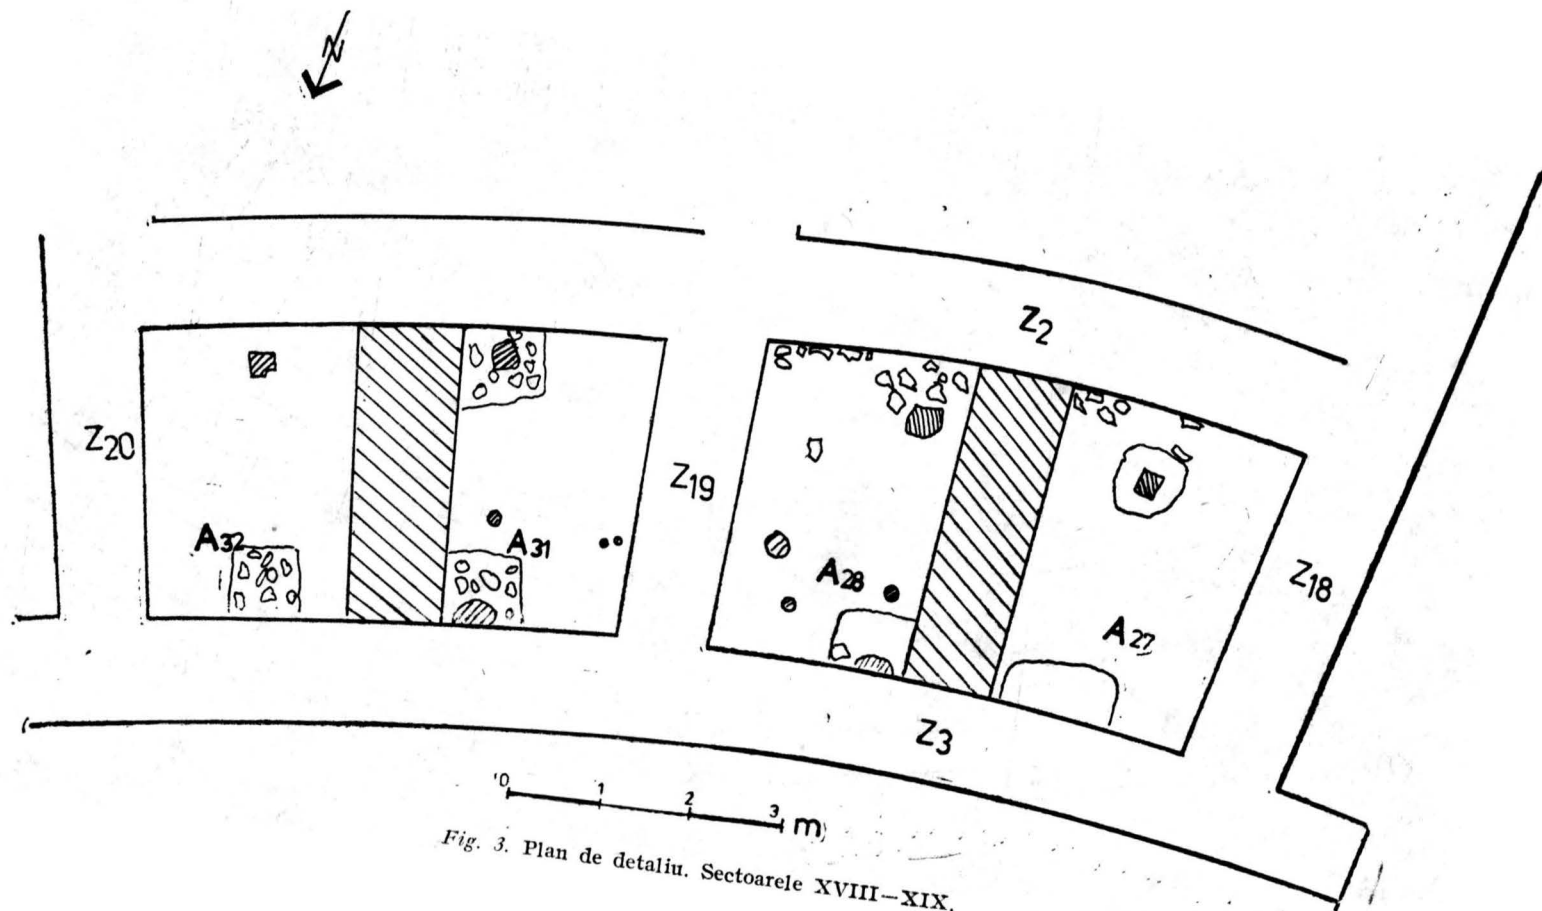 N
Z2
Z20
Z19
A32
A31
A28
Z18
A27
Z3
0 1 2 3 m
Fig. 3. Plan de detaliu. Sectoarele XVIII—XIX.